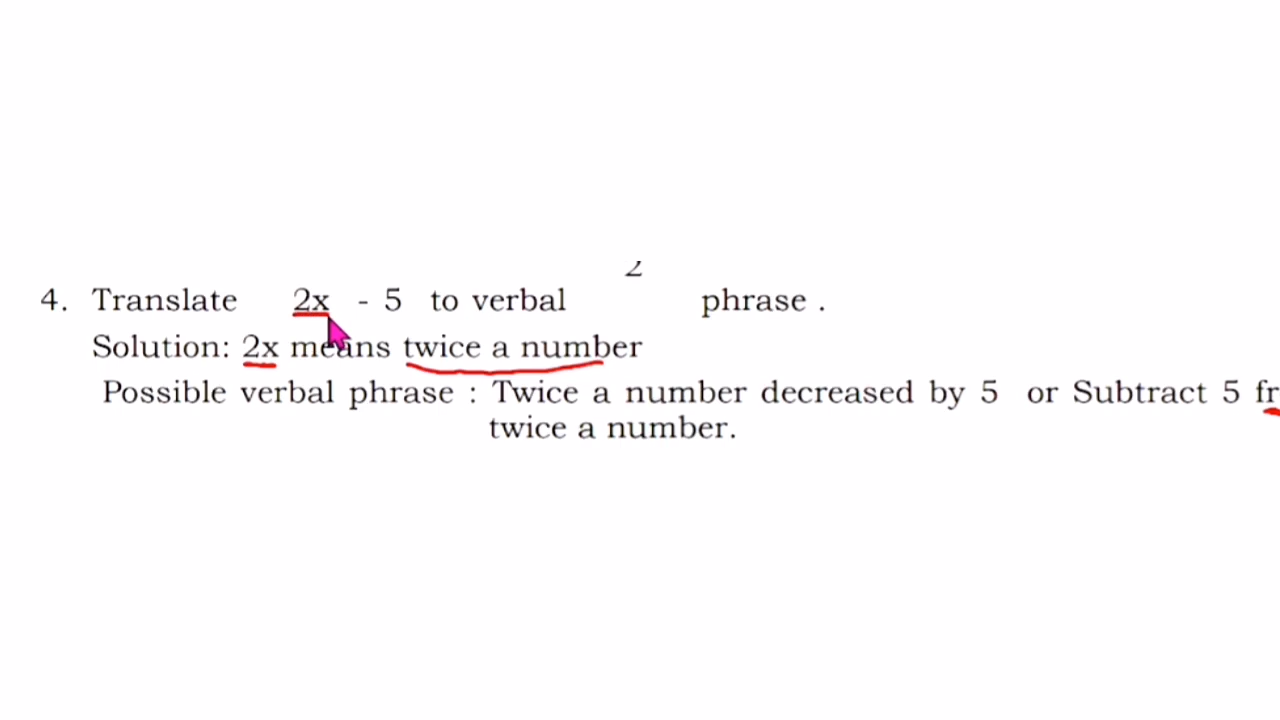 4. Translate 2x - 5 to verbal phrase .
Solution: 2x means twice a number
Possible verbal phrase : Twice a number decreased by 5 or Subtract 5 fr
twice a number.